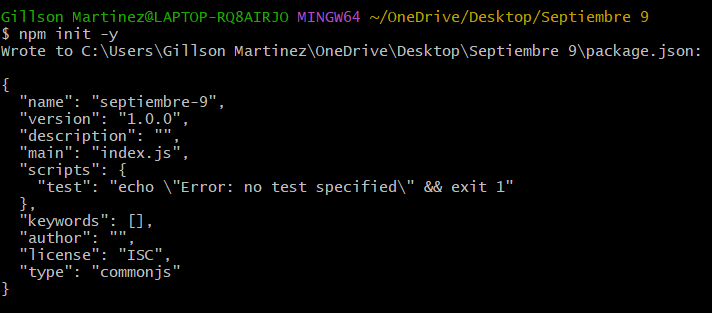 Gillson Martinez@LAPTOP-RQ8AIRJO MINGW64 ~/OneDrive/Desktop/Septiembre 9
$ npm init -y
Wrote to C:\Users\Gillson Martinez\OneDrive\Desktop\Septiembre 9\package.json:

{
  "name": "septiembre-9",
  "version": "1.0.0",
  "description": "",
  "main": "index.js",
  "scripts": {
    "test": "echo \"Error: no test specified\" && exit 1"
  },
  "keywords": [],
  "author": "",
  "license": "ISC",
  "type": "commonjs"
}